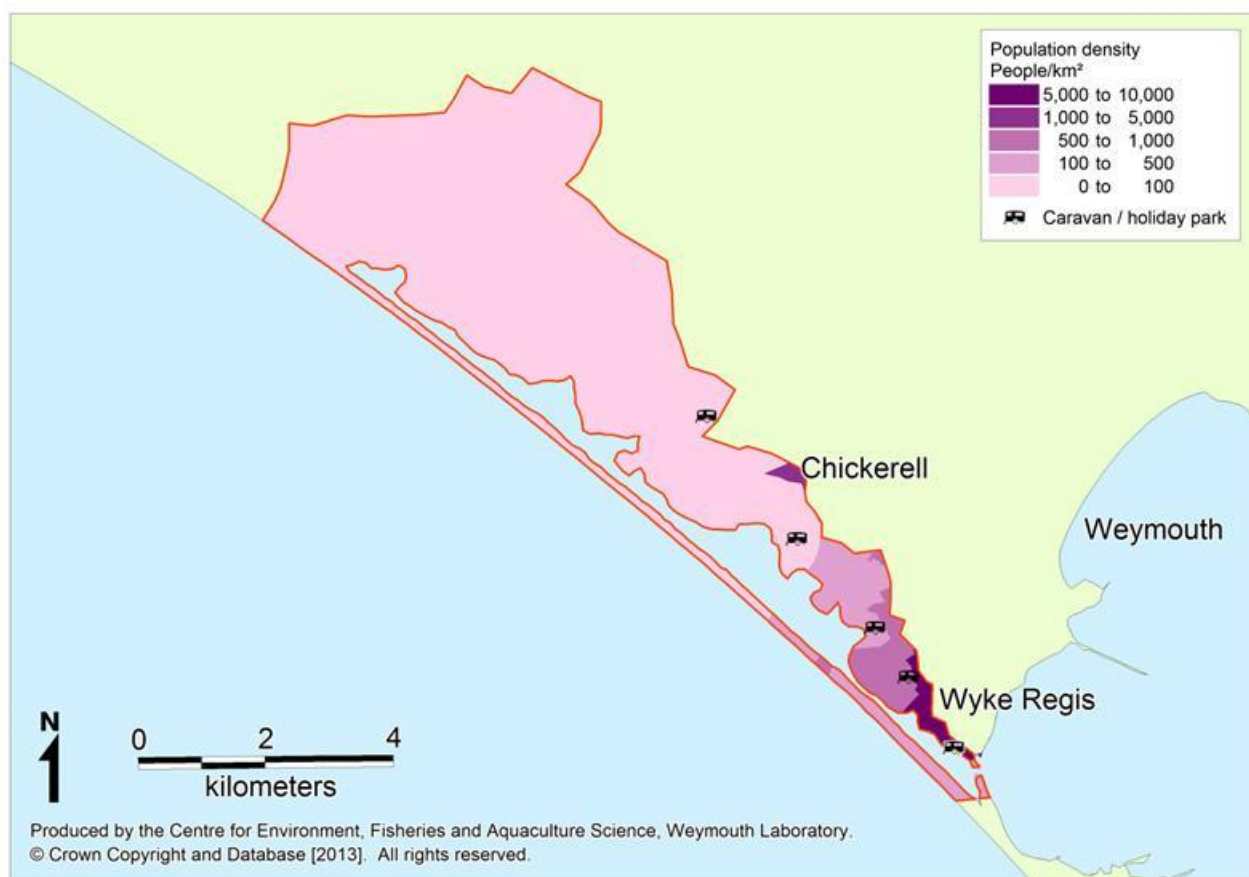 Population density
People/km²
5,000 to 10,000
1,000 to 5,000
500 to 1,000
100 to 500
0 to 100
Caravan / holiday park
Chickerell
Weymouth
Wyke Regis
N
0 2 4
kilometers
Produced by the Centre for Environment, Fisheries and Aquaculture Science, Weymouth Laboratory.
© Crown Copyright and Database [2013]. All rights reserved.